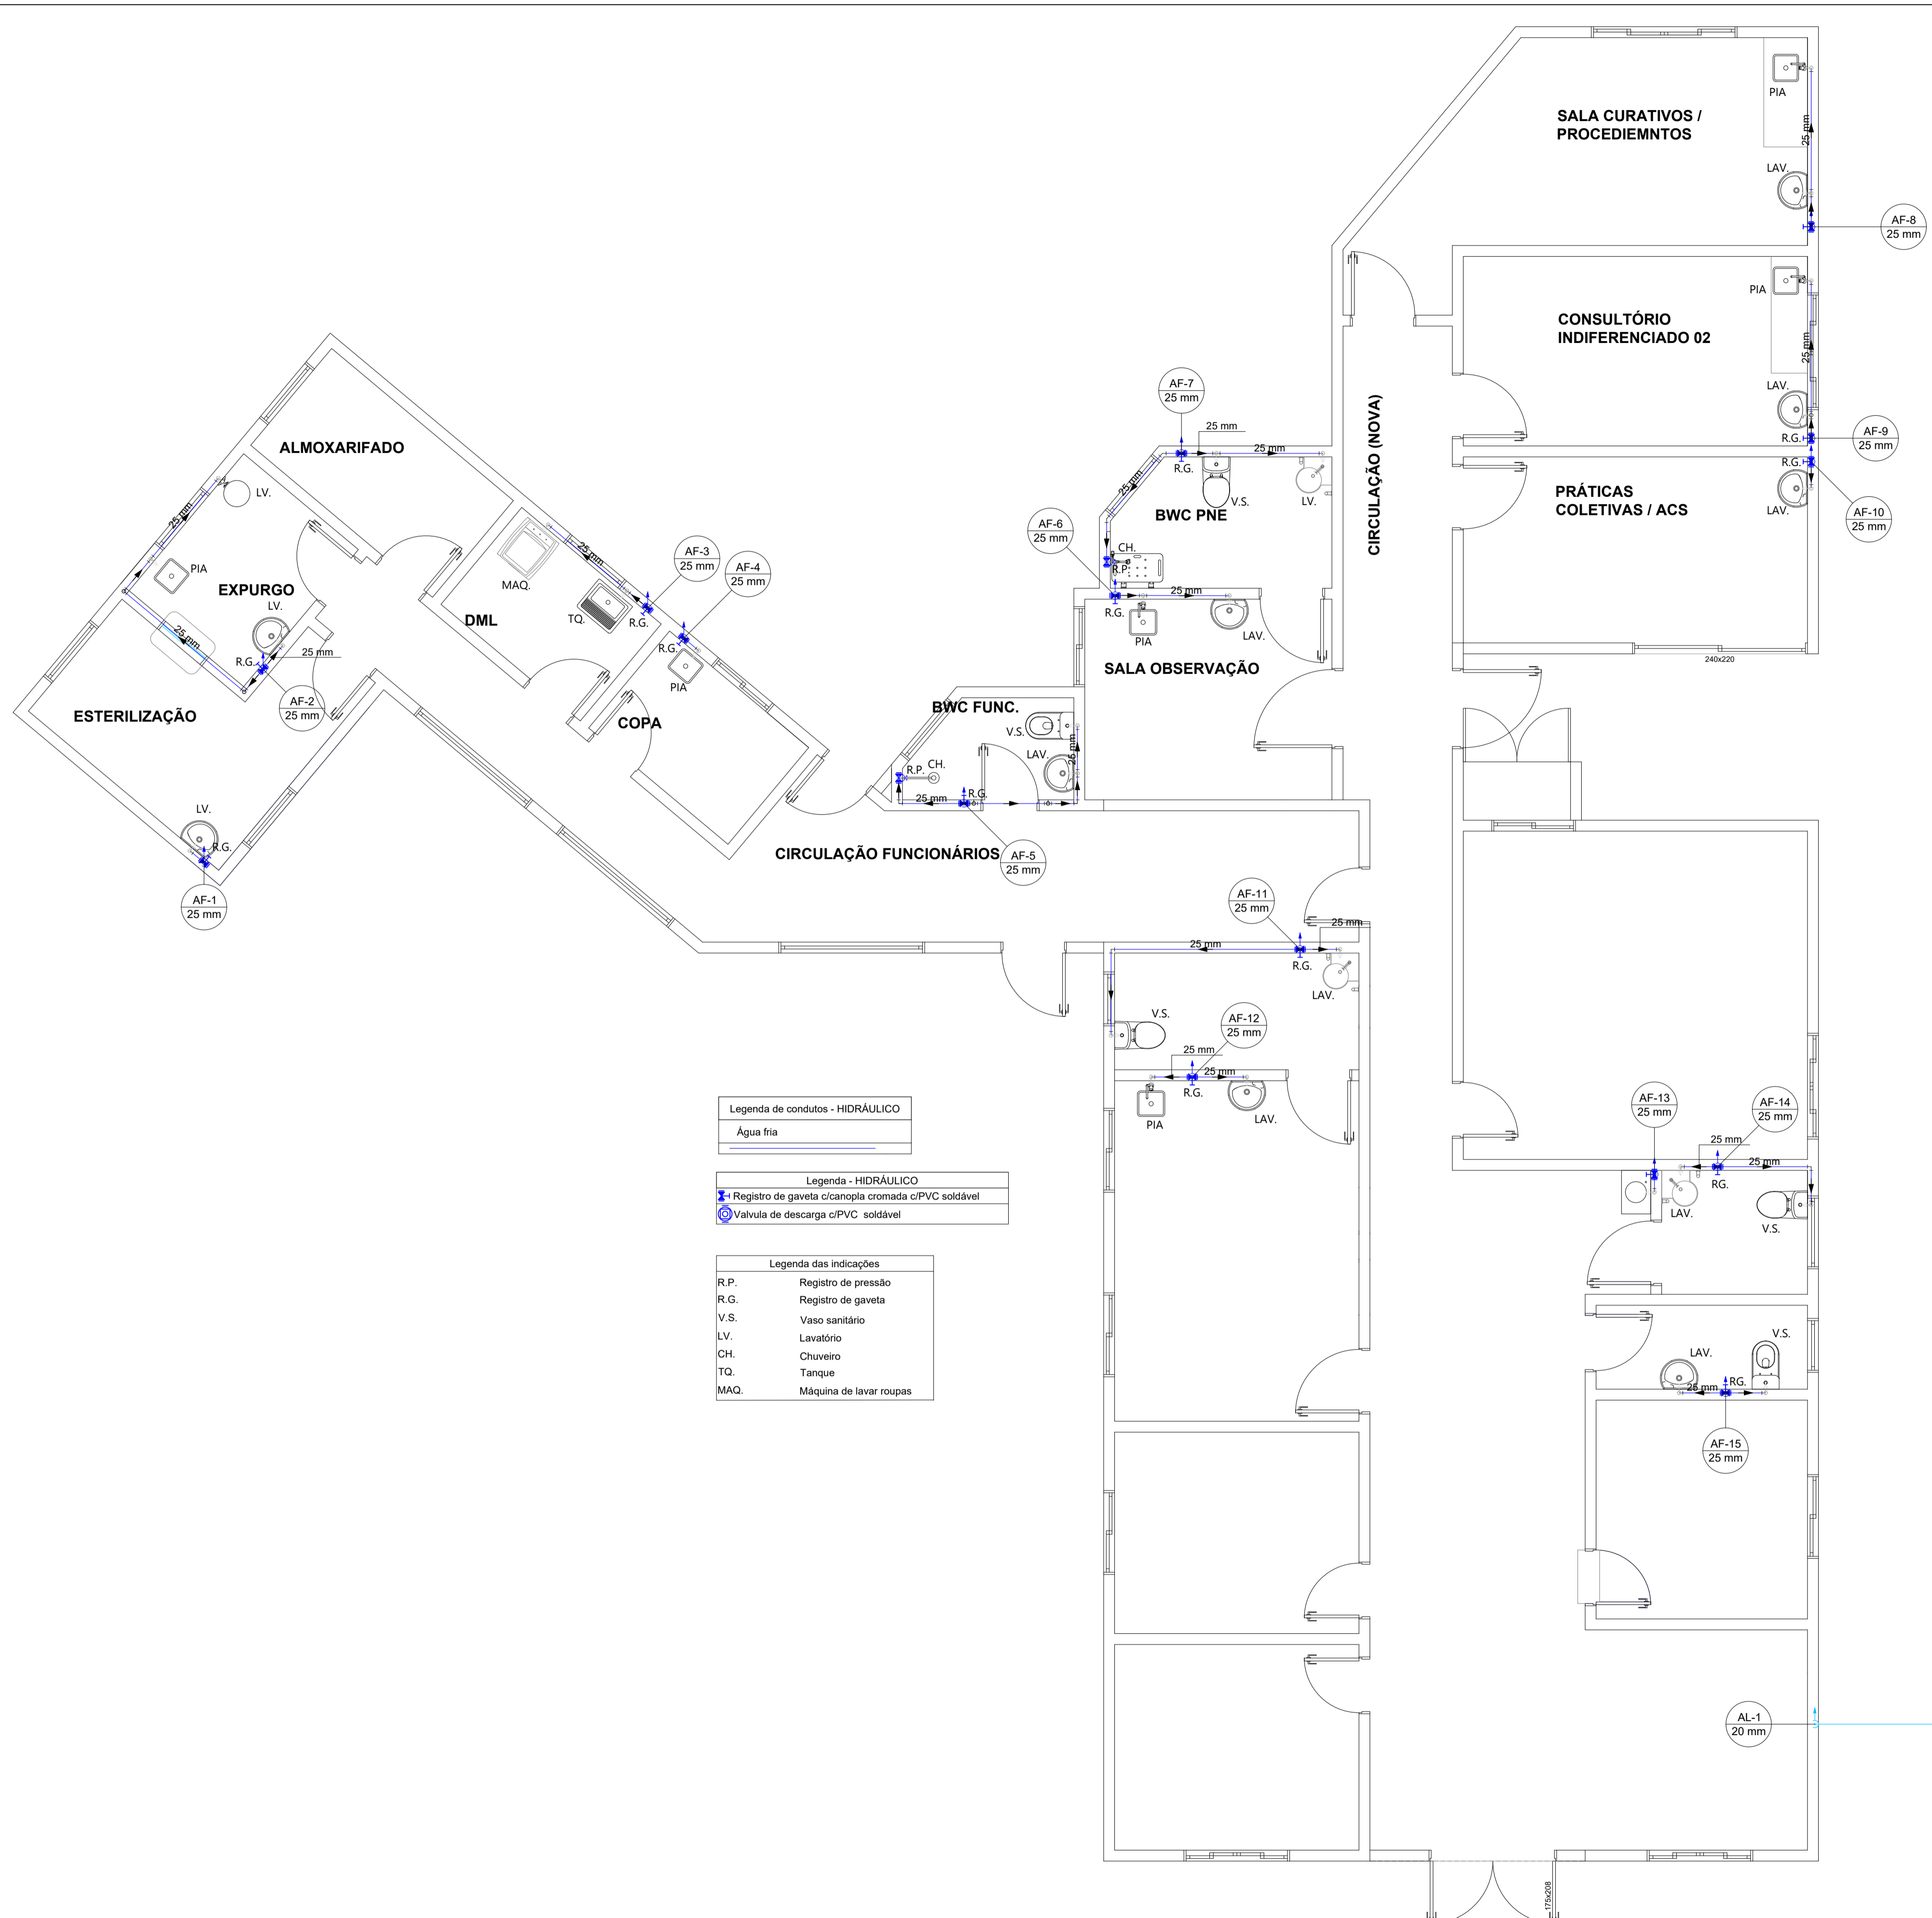 SALA CURATIVOS /
PROCEDIEMNTOS
PIA
25 mm
LAV.
AF-8
25 mm
CONSULTÓRIO
INDIFERENCIADO 02
PIA
25 mm
LAV.
R.G.
AF-9
25 mm
R.G.
PRÁTICAS
COLETIVAS / ACS
LAV.
AF-10
25 mm
240x220
CIRCULAÇÃO (NOVA)
AF-7
25 mm
25 mm
25 mm
R.G.
25 mm
V.S.
LV.
BWC PNE
AF-6
25 mm
CH.
R.P.
25 mm
R.G.
PIA
LAV.
SALA OBSERVAÇÃO
ALMOXARIFADO
LV.
25 mm
PIA
EXPURGO
LV.
25 mm
R.G.
25 mm
AF-2
25 mm
ESTERILIZAÇÃO
LV.
R.G.
AF-1
25 mm
MAQ.
25 mm
AF-3
25 mm
AF-4
25 mm
DML
TQ.
R.G.
R.G.
PIA
COPA
BWC FUNC.
V.S.
LAV.
25 mm
R.P.
CH.
25 mm
R.G.
CIRCULAÇÃO FUNCIONÁRIOS
AF-5
25 mm
AF-11
25 mm
25 mm
25 mm
R.G.
LAV.
V.S.
AF-12
25 mm
25 mm
25 mm
R.G.
PIA
LAV.
Legenda de condutos - HIDRÁULICO
Água fria
Legenda - HIDRÁULICO
Registro de gaveta c/canopla cromada c/PVC soldável
Valvula de descarga c/PVC soldável
Legenda das indicações
R.P. Registro de pressão
R.G. Registro de gaveta
V.S. Vaso sanitário
LV. Lavatório
CH. Chuveiro
TQ. Tanque
MAQ. Máquina de lavar roupas
AF-13
25 mm
AF-14
25 mm
25 mm
25 mm
RG.
LAV.
V.S.
V.S.
LAV.
25 mm
RG.
AF-15
25 mm
AL-1
20 mm
175x208